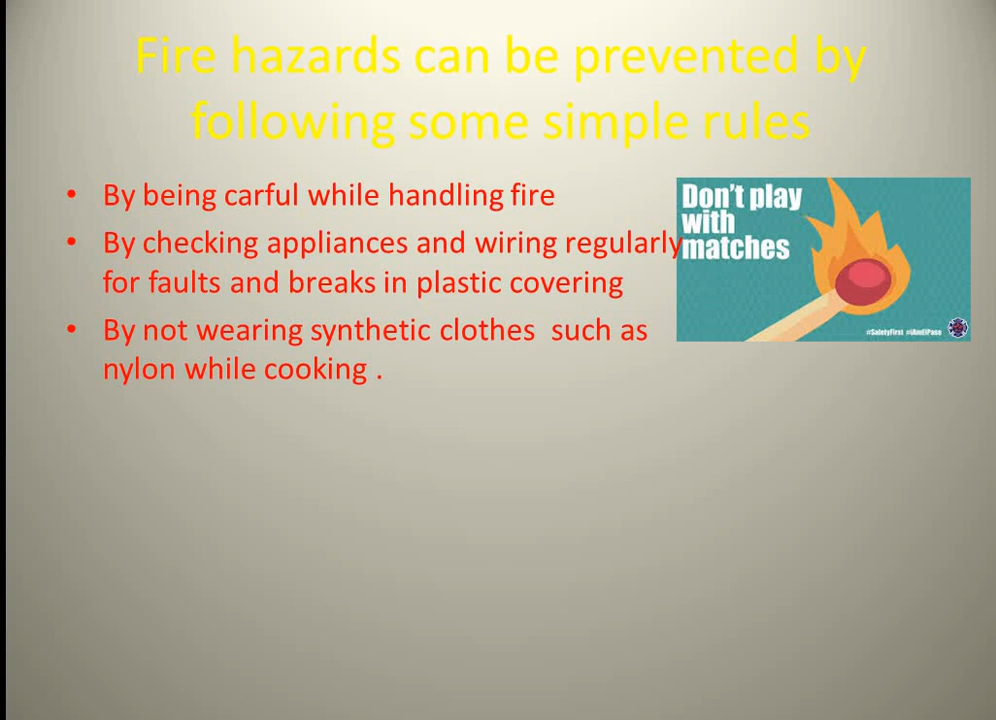 Fire hazards can be prevented by
following some simple rules
• By being carful while handling fire
• By checking appliances and wiring regularly
for faults and breaks in plastic covering
• By not wearing synthetic clothes  such as
nylon while cooking .
Don't play
with
matches
#SafetyFirst #iAmElPaso